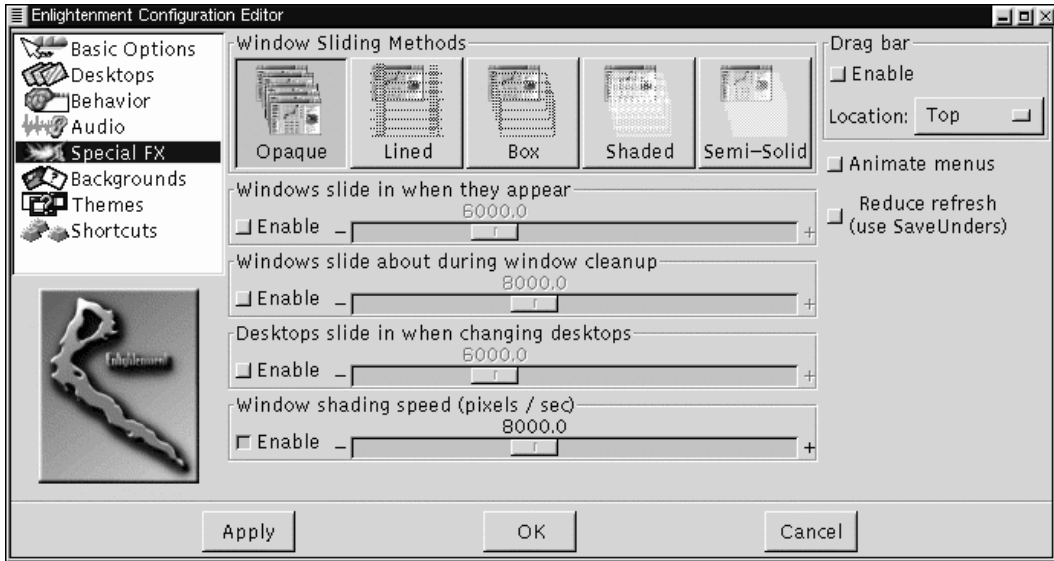 Enlightenment Configuration Editor
Basic Options
Desktops
Behavior
Audio
Special FX
Backgrounds
Themes
Shortcuts
Enlightenment
Window Sliding Methods
Opaque
Lined
Box
Shaded
Semi-Solid
Windows slide in when they appear
6000.0
Enable - +
Windows slide about during window cleanup
8000.0
Enable - +
Desktops slide in when changing desktops
6000.0
Enable - +
Window shading speed (pixels / sec)
8000.0
Enable - +
Drag bar
Enable
Location: Top
Animate menus
Reduce refresh
(use SaveUnders)
Apply
OK
Cancel